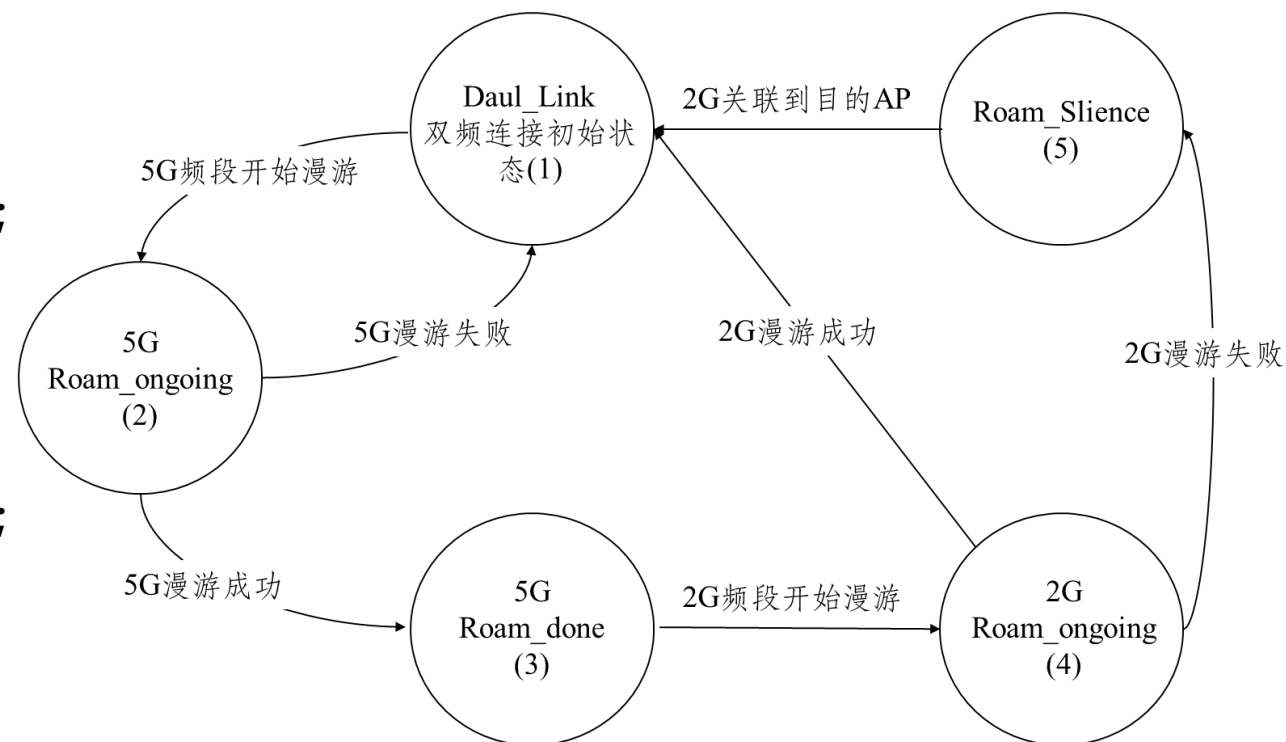 Daul_Link
双频连接初始状
态(1)
2G关联到目的AP
Roam_Slience
(5)
5G频段开始漫游
;
5G漫游失败
2G漫游成功
2G漫游失败
5G
Roam_ongoing
(2)
;
5G漫游成功
5G
Roam_done
(3)
2G频段开始漫游
2G
Roam_ongoing
(4)